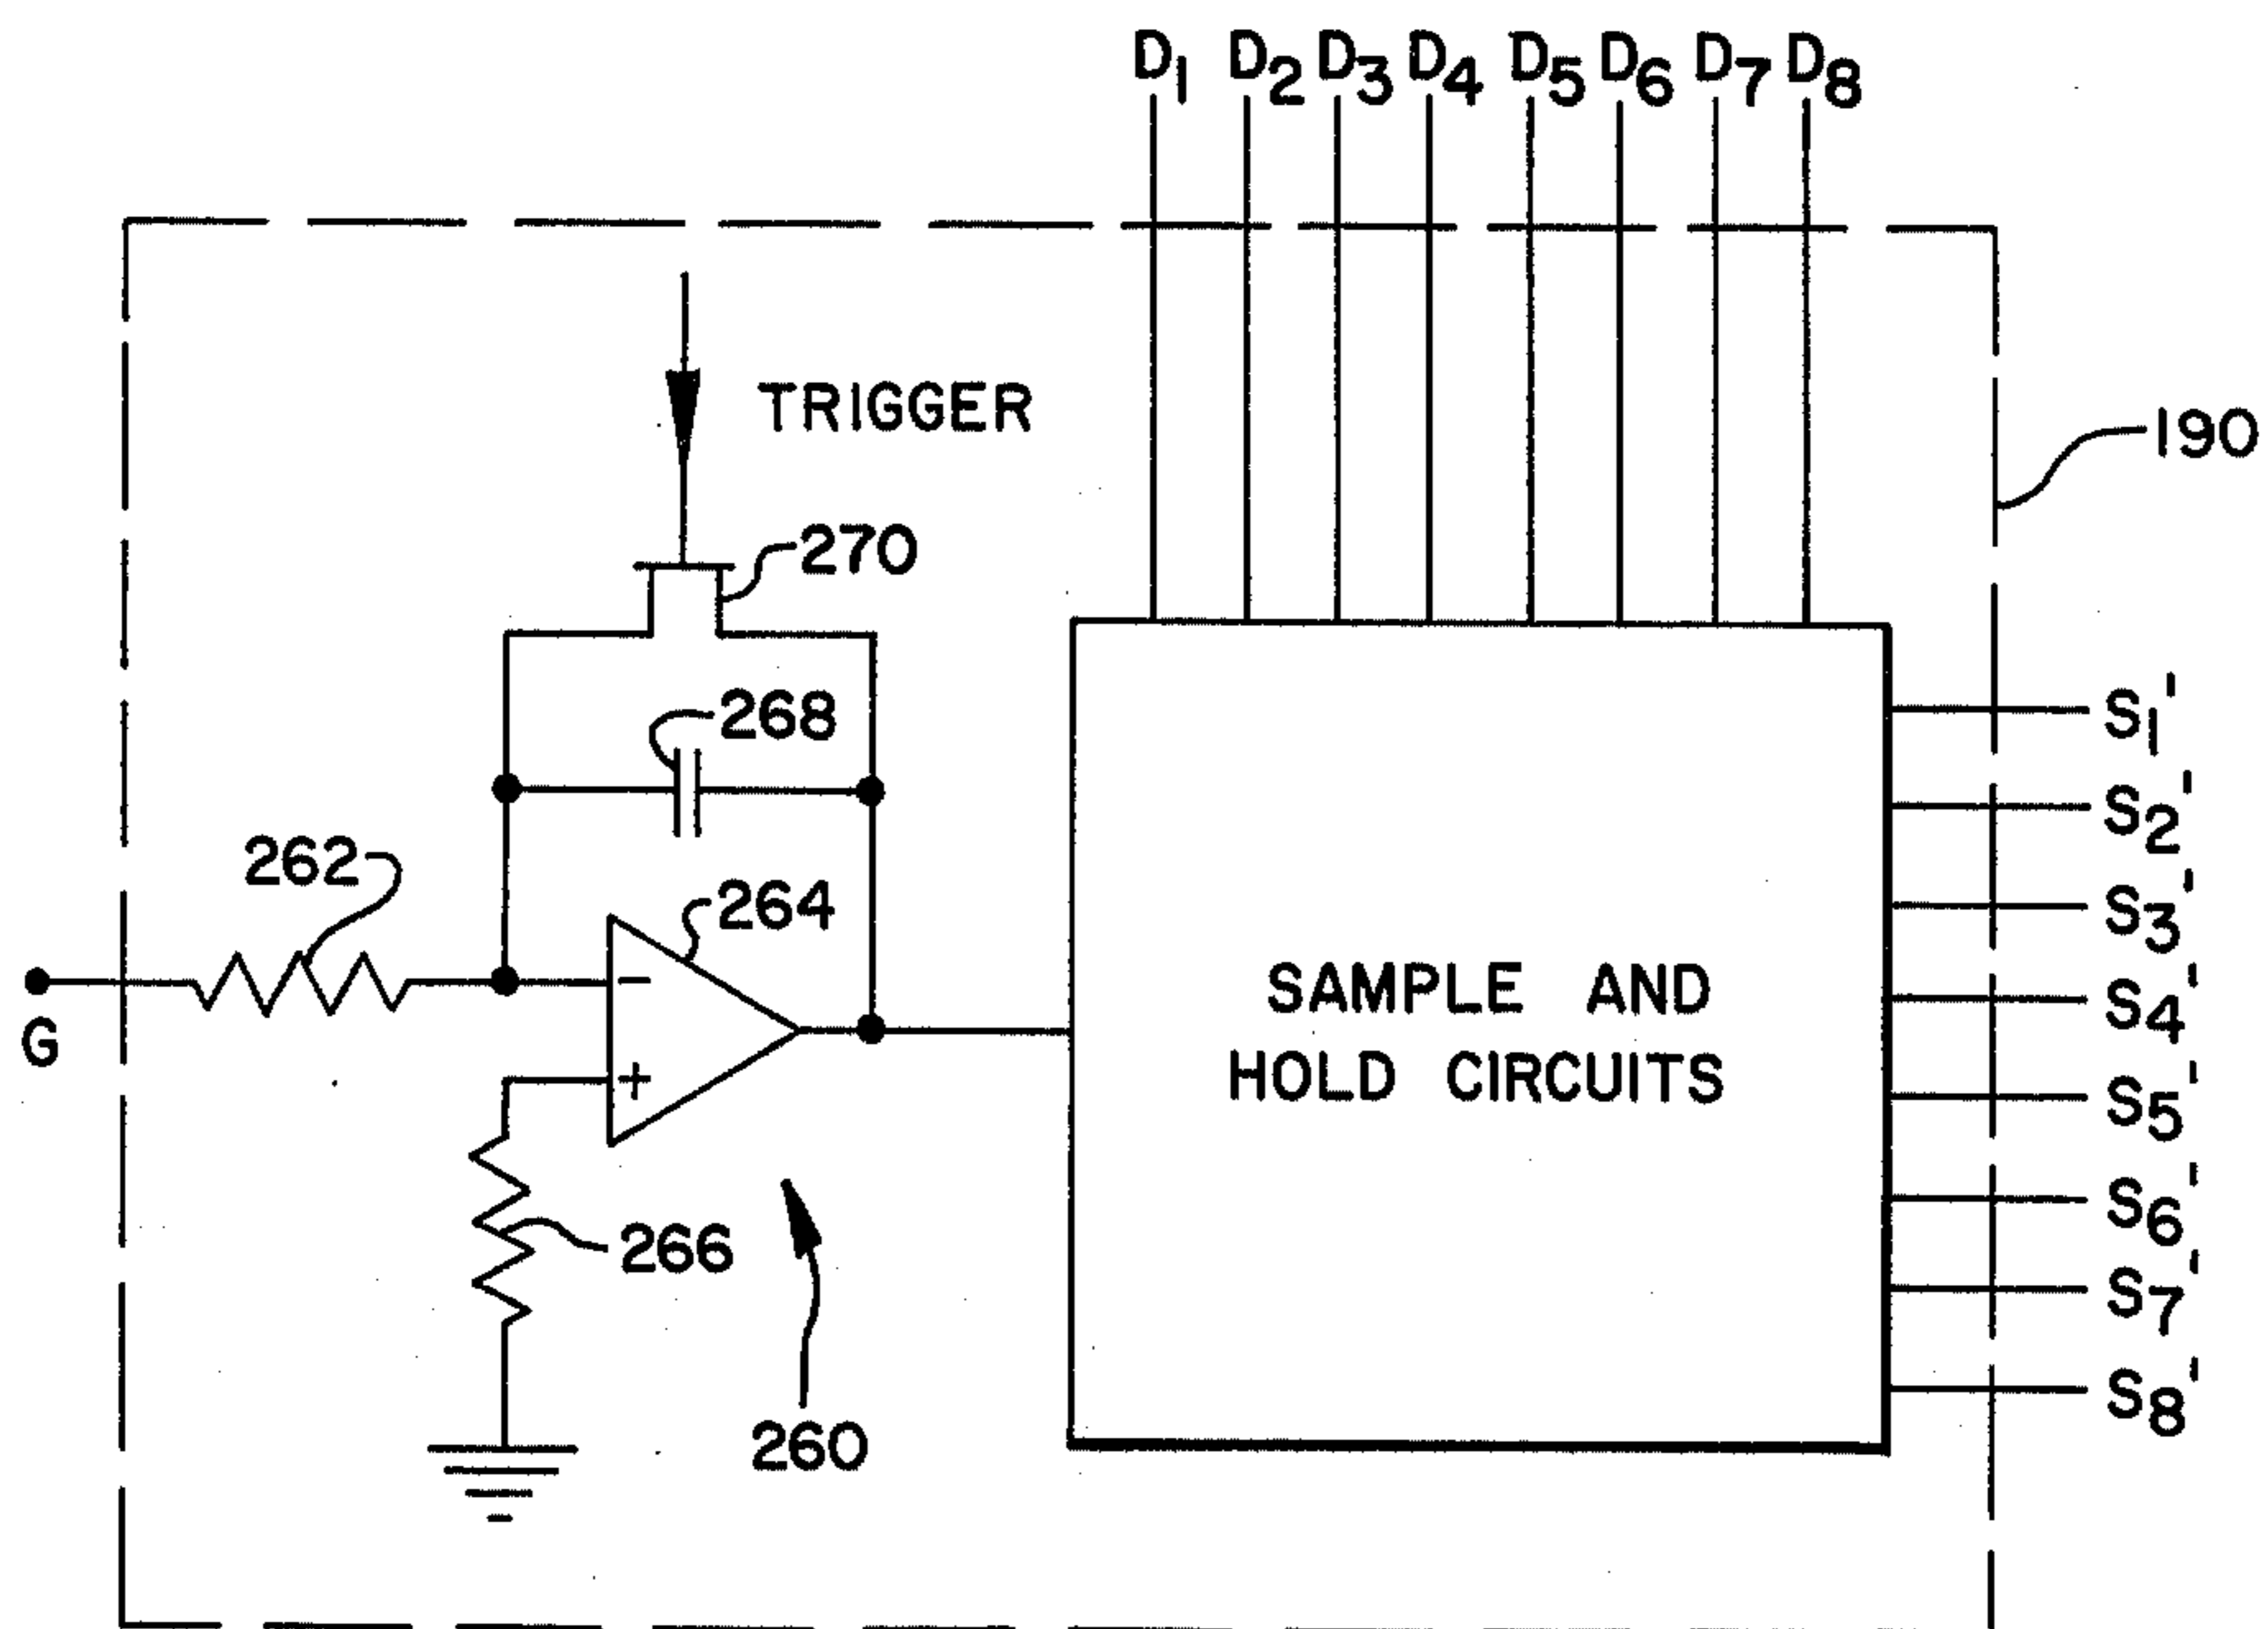 D₁ D₂ D₃ D₄ D₅ D₆ D₇ D₈
TRIGGER
190
270
268
S₁'
S₂'
262
264
S₃'
SAMPLE AND
HOLD CIRCUITS
-
+
G
S₄'
S₅'
S₆'
266
S₇'
S₈'
260